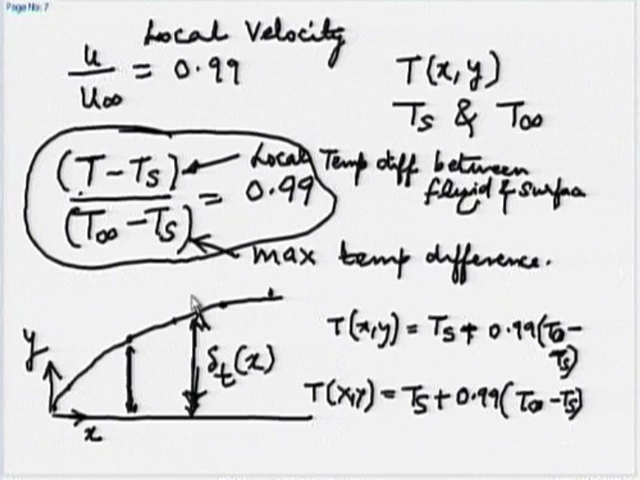 Page No: 7
Local Velocity
u/u∞ = 0.99
T(x,y)
Ts & T∞
(T-Ts)/(T∞-Ts) = 0.99
Local Temp diff between
fluid & surface
max temp difference.
y
δt(x)
x
T(x,y) = Ts + 0.99(T∞-
Ts)
T(x,y) = Ts + 0.99(T∞-Ts)